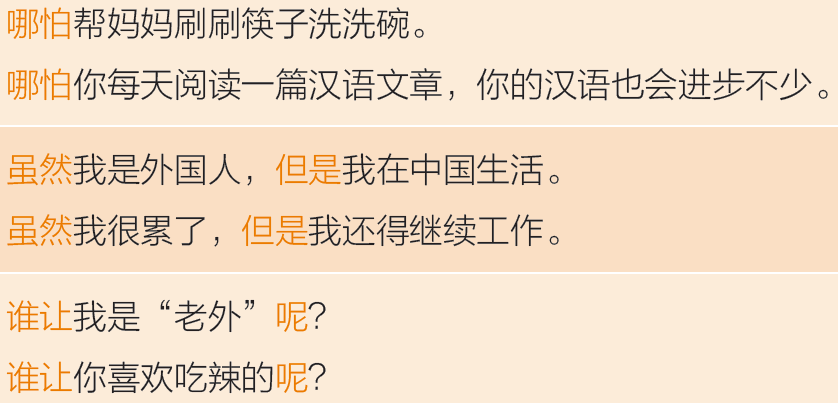 哪怕帮妈妈刷刷筷子洗洗碗。
哪怕你每天阅读一篇汉语文章，你的汉语也会进步不少。
虽然我是外国人，但是我在中国生活。
虽然我很累了，但是我还得继续工作。
谁让我是“老外”呢？
谁让你喜欢吃辣的呢？